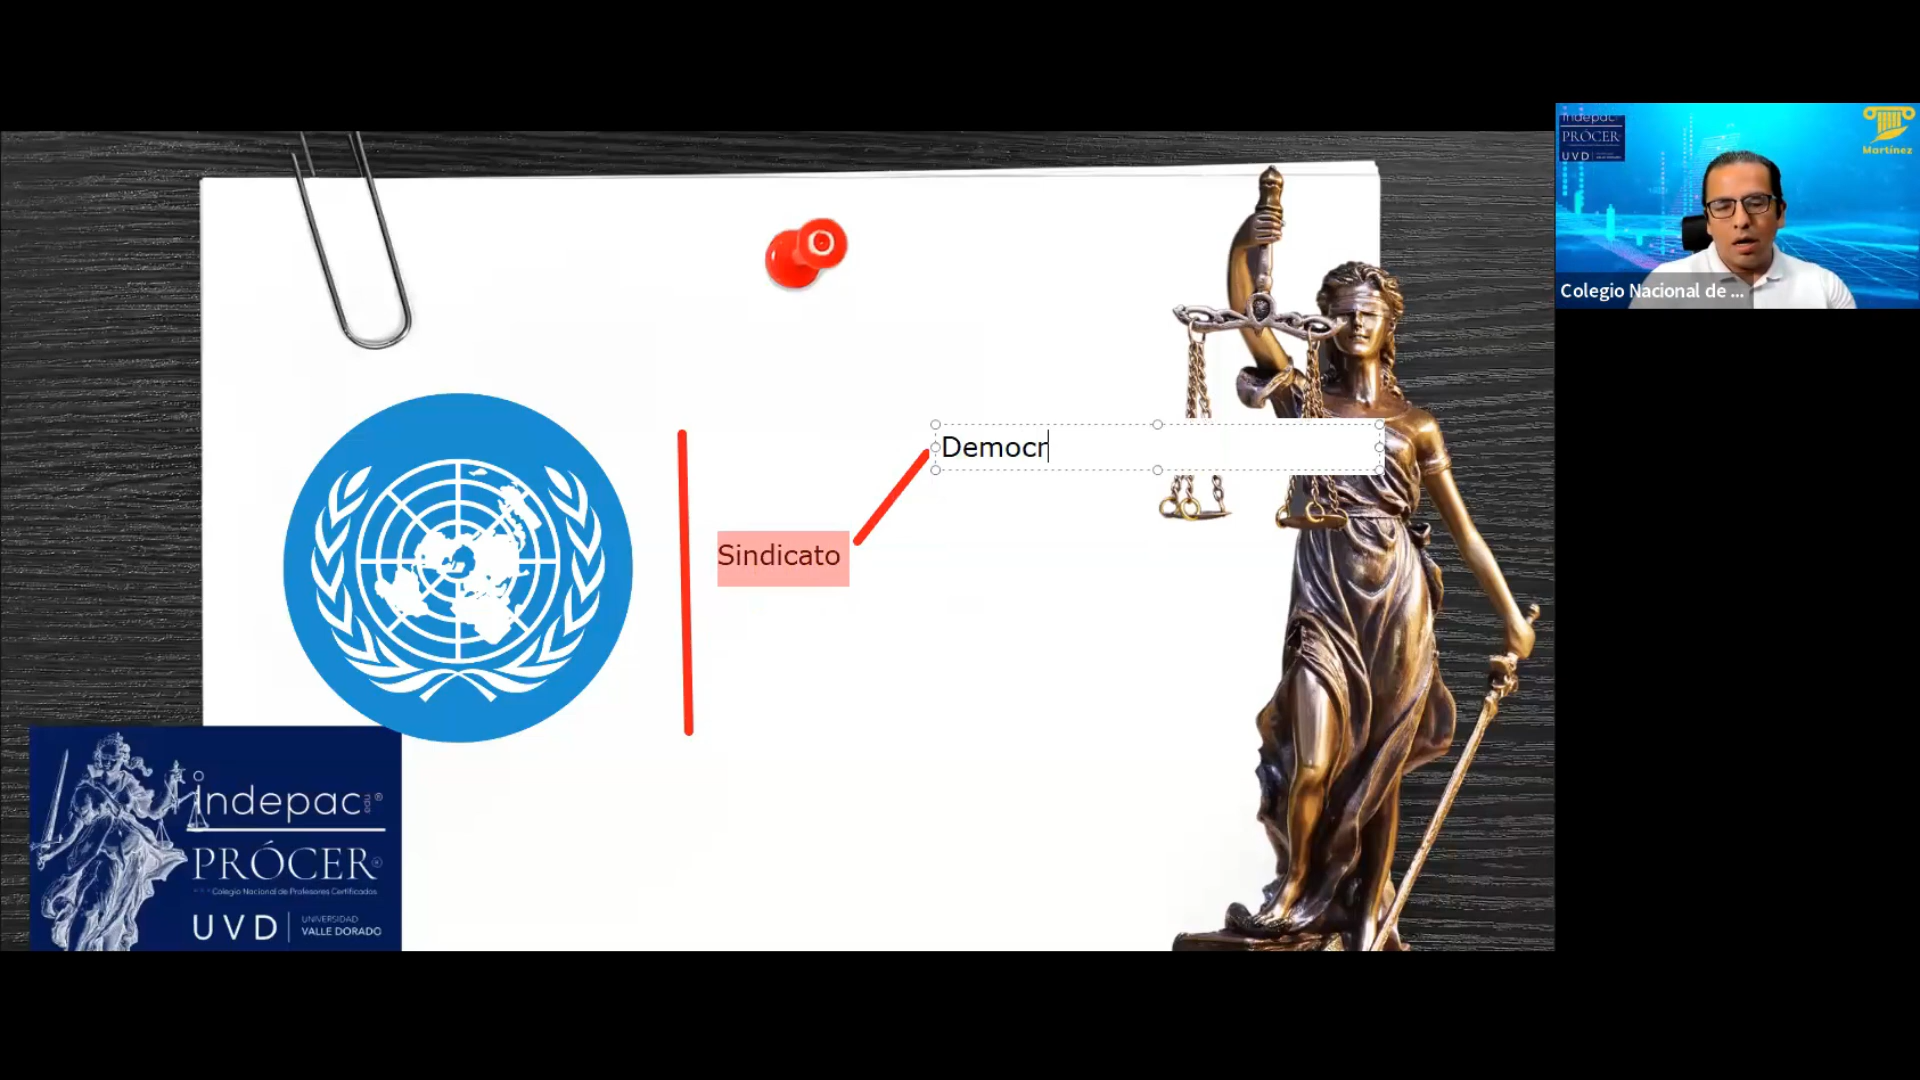 indepac
PRÓCER
UVD
Martínez
Colegio Nacional de ...
Democr
Sindicato
indepac
PRÓCER®
Colegio Nacional de Profesores Certificados
UVD
UNIVERSIDAD
VALLE DORADO